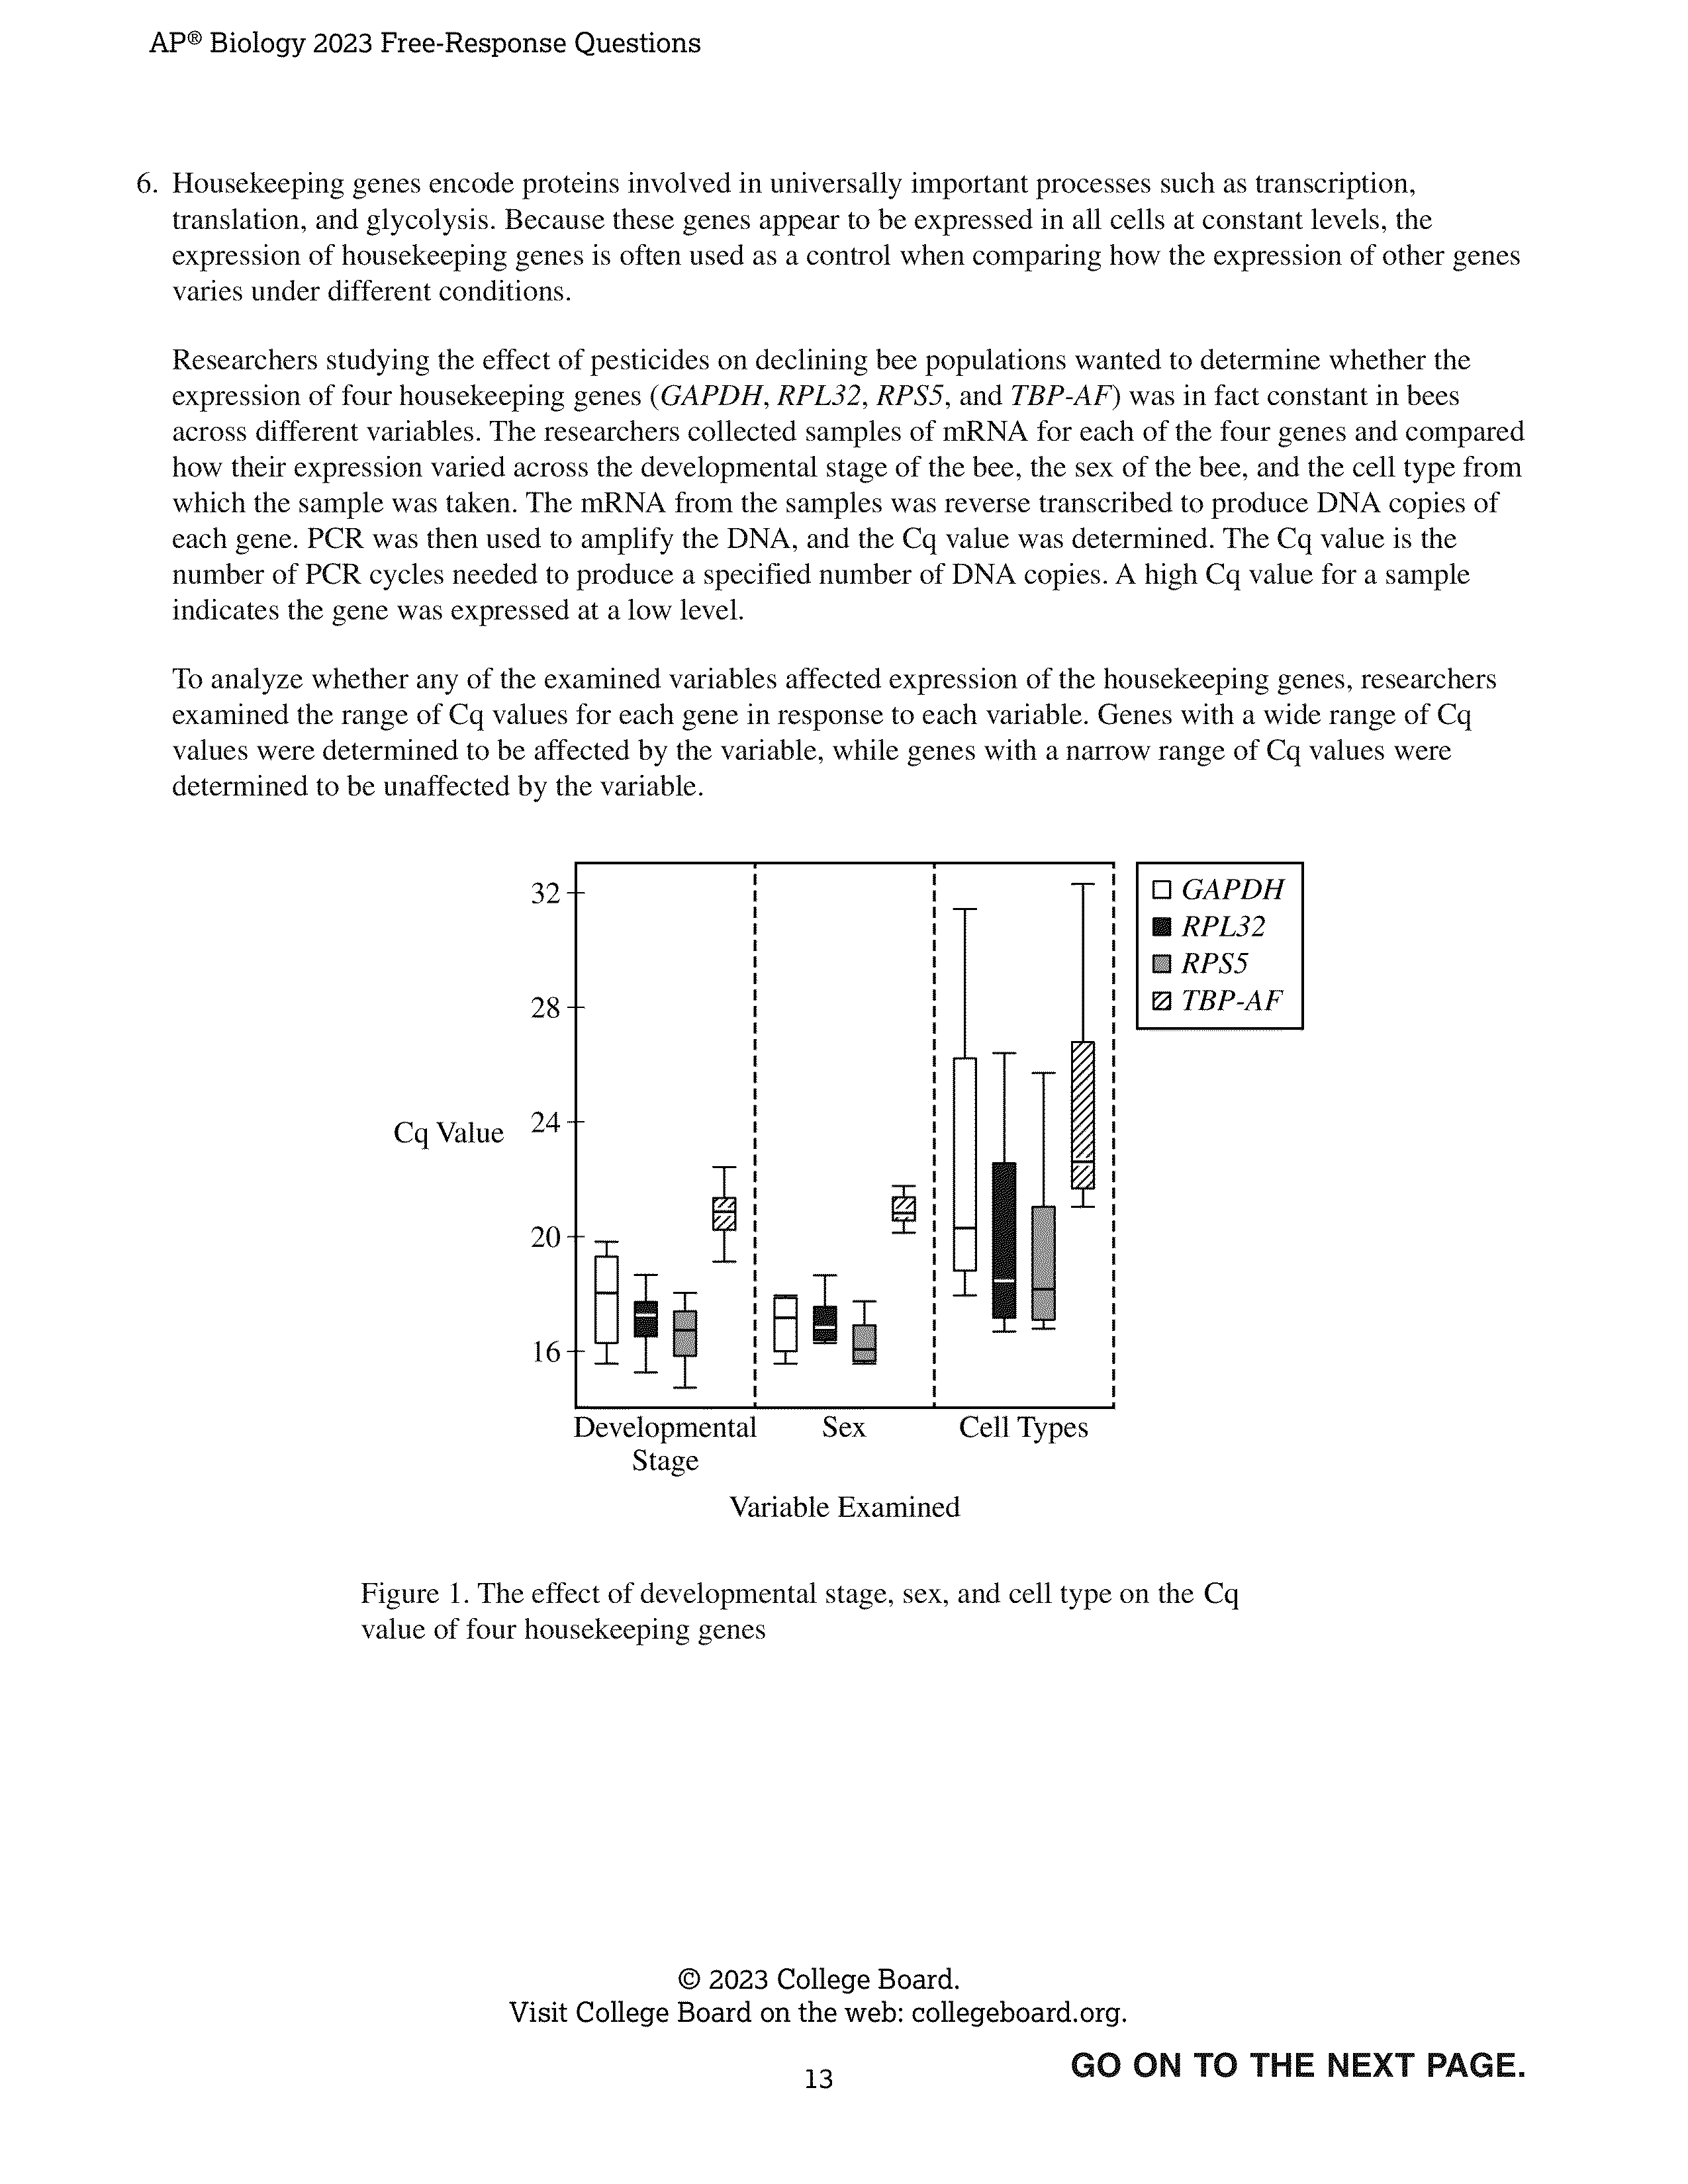 AP® Biology 2023 Free-Response Questions
6. Housekeeping genes encode proteins involved in universally important processes such as transcription,
translation, and glycolysis. Because these genes appear to be expressed in all cells at constant levels, the
expression of housekeeping genes is often used as a control when comparing how the expression of other genes
varies under different conditions.
Researchers studying the effect of pesticides on declining bee populations wanted to determine whether the
expression of four housekeeping genes (GAPDH, RPL32, RPS5, and TBP-AF) was in fact constant in bees
across different variables. The researchers collected samples of mRNA for each of the four genes and compared
how their expression varied across the developmental stage of the bee, the sex of the bee, and the cell type from
which the sample was taken. The mRNA from the samples was reverse transcribed to produce DNA copies of
each gene. PCR was then used to amplify the DNA, and the Cq value was determined. The Cq value is the
number of PCR cycles needed to produce a specified number of DNA copies. A high Cq value for a sample
indicates the gene was expressed at a low level.
To analyze whether any of the examined variables affected expression of the housekeeping genes, researchers
examined the range of Cq values for each gene in response to each variable. Genes with a wide range of Cq
values were determined to be affected by the variable, while genes with a narrow range of Cq values were
determined to be unaffected by the variable.
32
28
24
20
16
Cq Value
GAPDH
RPL32
RPS5
TBP-AF
Developmental
Stage
Sex
Cell Types
Variable Examined
Figure 1. The effect of developmental stage, sex, and cell type on the Cq
value of four housekeeping genes
© 2023 College Board.
Visit College Board on the web: collegeboard.org.
GO ON TO THE NEXT PAGE.
13